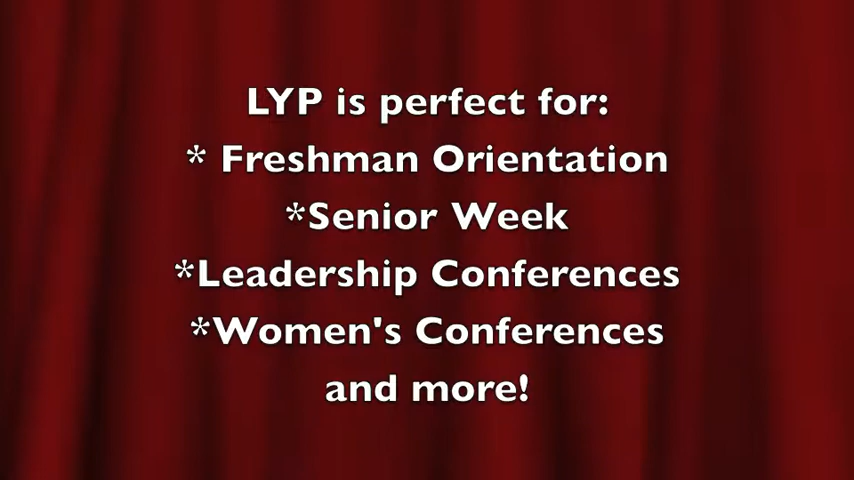 LYP is perfect for:
* Freshman Orientation
*Senior Week
*Leadership Conferences
*Women's Conferences
and more!